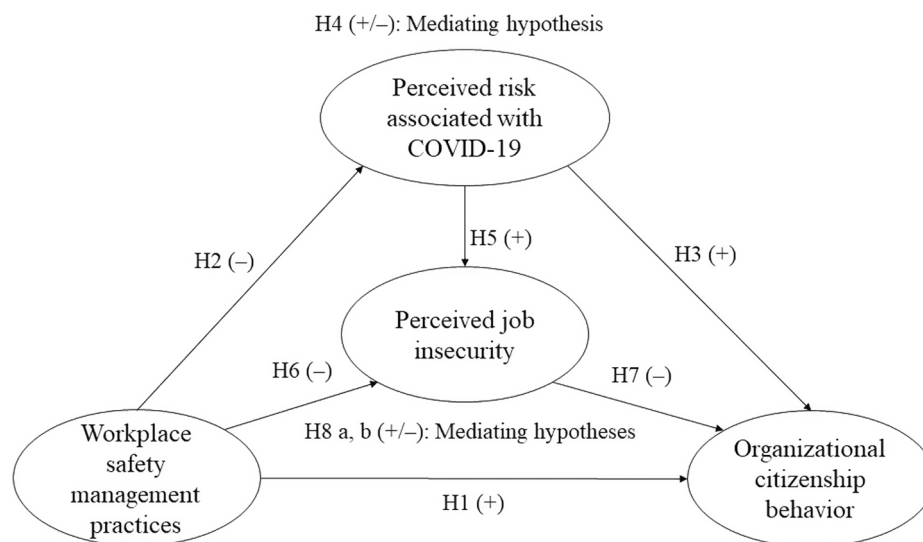 H4 (+/–): Mediating hypothesis
Perceived risk
associated with
COVID-19
H2 (–)
H5 (+)
H3 (+)
Perceived job
insecurity
H6 (–)
H7 (–)
H8 a, b (+/–): Mediating hypotheses
Workplace
safety
management
practices
H1 (+)
Organizational
citizenship
behavior